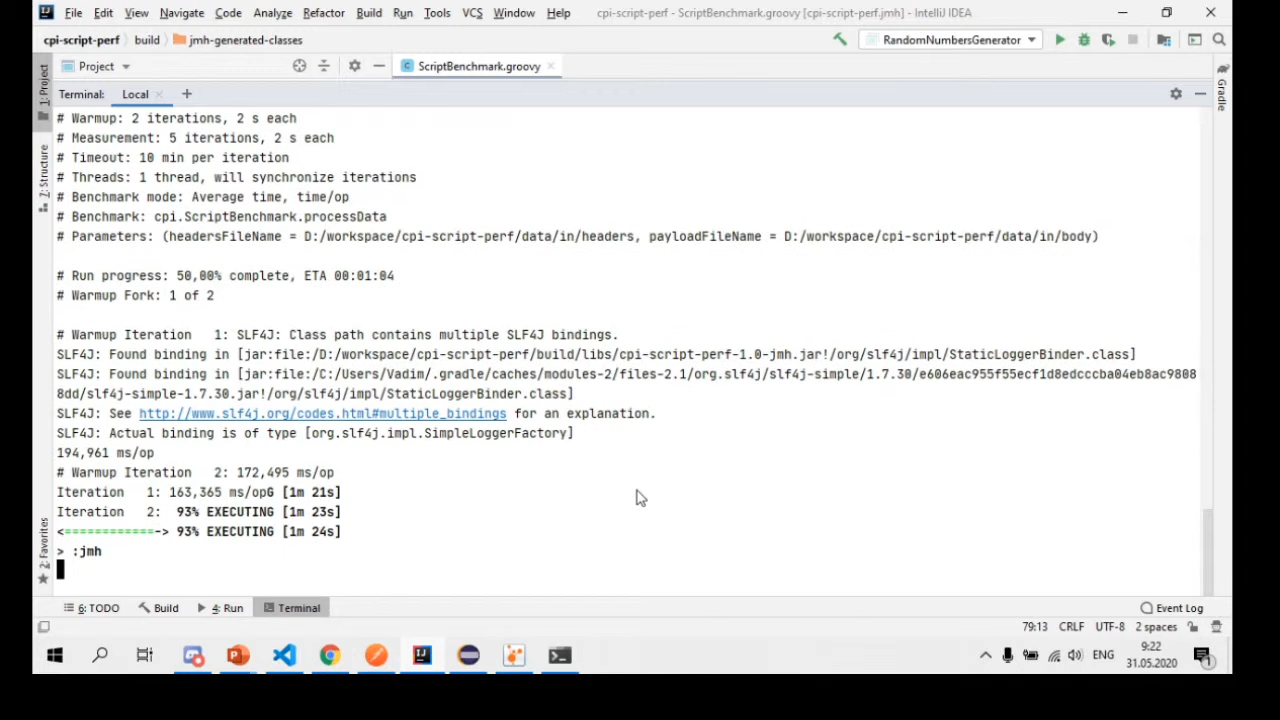 File Edit View Navigate Code Analyze Refactor Build Run Tools VCS Window Help cpi-script-perf - ScriptBenchmark.groovy [cpi-script-perf.jmh] - IntelliJ IDEA
cpi-script-perf build jmh-generated-classes RandomNumbersGenerator
Project ScriptBenchmark.groovy
Terminal: Local +
1: Project
7: Structure
2: Favorites
Gradle
# Warmup: 2 iterations, 2 s each
# Measurement: 5 iterations, 2 s each
# Timeout: 10 min per iteration
# Threads: 1 thread, will synchronize iterations
# Benchmark mode: Average time, time/op
# Benchmark: cpi.ScriptBenchmark.processData
# Parameters: (headersFileName = D:/workspace/cpi-script-perf/data/in/headers, payloadFileName = D:/workspace/cpi-script-perf/data/in/body)
# Run progress: 50,00% complete, ETA 00:01:04
# Warmup Fork: 1 of 2
# Warmup Iteration 1: SLF4J: Class path contains multiple SLF4J bindings.
SLF4J: Found binding in [jar:file:/D:/workspace/cpi-script-perf/build/libs/cpi-script-perf-1.0-jmh.jar!/org/slf4j/impl/StaticLoggerBinder.class]
SLF4J: Found binding in [jar:file:/C:/Users/Vadim/.gradle/caches/modules-2/files-2.1/org.slf4j/slf4j-simple/1.7.30/e606eac955f55ecf1d8edcccba04eb8ac9808
8dd/slf4j-simple-1.7.30.jar!/org/slf4j/impl/StaticLoggerBinder.class]
SLF4J: See http://www.slf4j.org/codes.html#multiple_bindings for an explanation.
SLF4J: Actual binding is of type [org.slf4j.impl.SimpleLoggerFactory]
194,961 ms/op
# Warmup Iteration 2: 172,495 ms/op
Iteration 1: 163,365 ms/opG [1m 21s]
Iteration 2: 93% EXECUTING [1m 23s]
<============-> 93% EXECUTING [1m 24s]
> :jmh
6: TODO Build 4: Run Terminal Event Log
79:13 CRLF UTF-8 2 spaces
ENG 9:22
31.05.2020
1